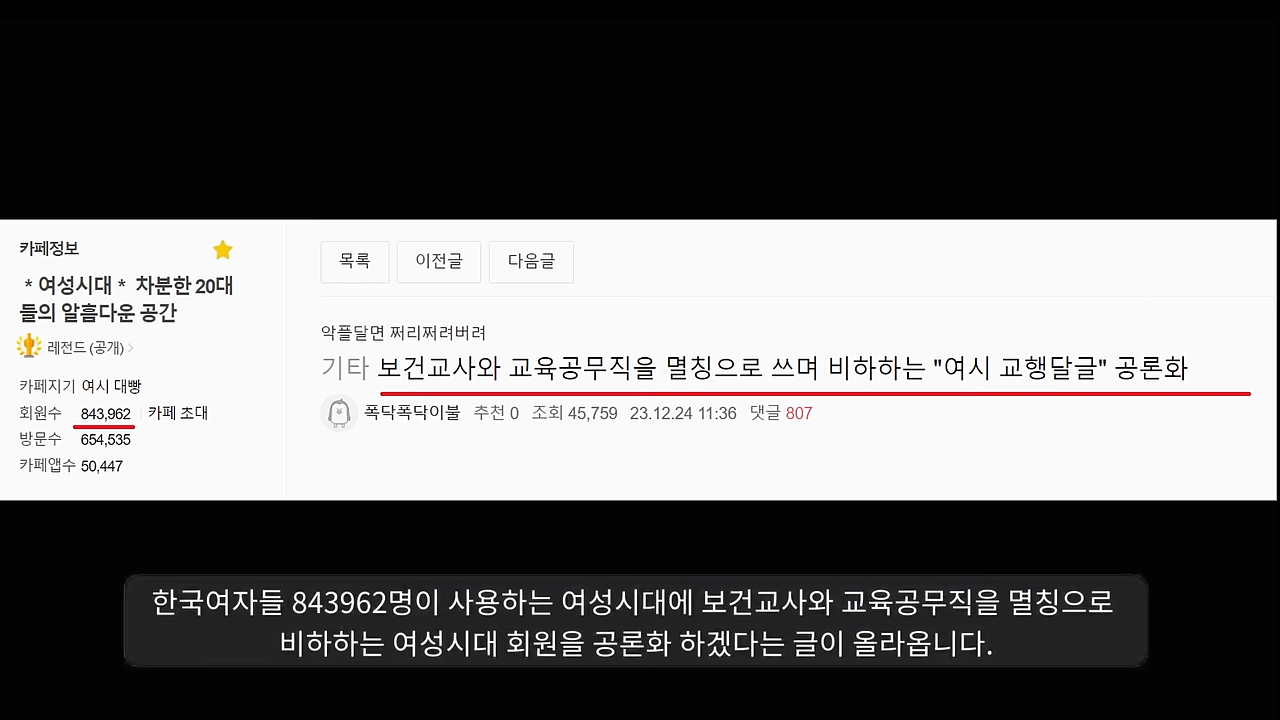 카페정보
* 여성시대 * 차분한 20대
들의 알흠다운 공간
레전드 (공개)
카페지기 여시 대빵
회원수 843,962 카페 초대
방문수 654,535
카페앱수 50,447
목록 이전글 다음글
악플달면 쩌리쩌려버려
기타 보건교사와 교육공무직을 멸칭으로 쓰며 비하하는 "여시 교행달글" 공론화
폭닥폭닥이불 추천 0 조회 45,759 23.12.24 11:36 댓글 807
한국여자들 843962명이 사용하는 여성시대에 보건교사와 교육공무직을 멸칭으로
비하하는 여성시대 회원을 공론화 하겠다는 글이 올라옵니다.